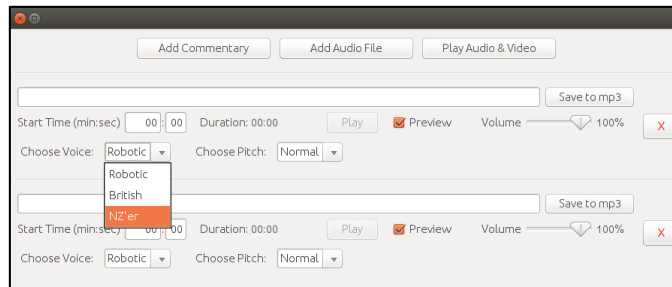 Add Commentary Add Audio File Play Audio & Video
Save to mp3
Start Time (min:sec) 00 : 00 Duration: 00:00 Play Preview Volume 100% X
Choose Voice: Robotic Choose Pitch: Normal
Robotic
British
NZ'er
Save to mp3
Start Time (min:sec) 00 00 Duration: 00:00 Play Preview Volume 100% X
Choose Voice: Robotic Choose Pitch: Normal